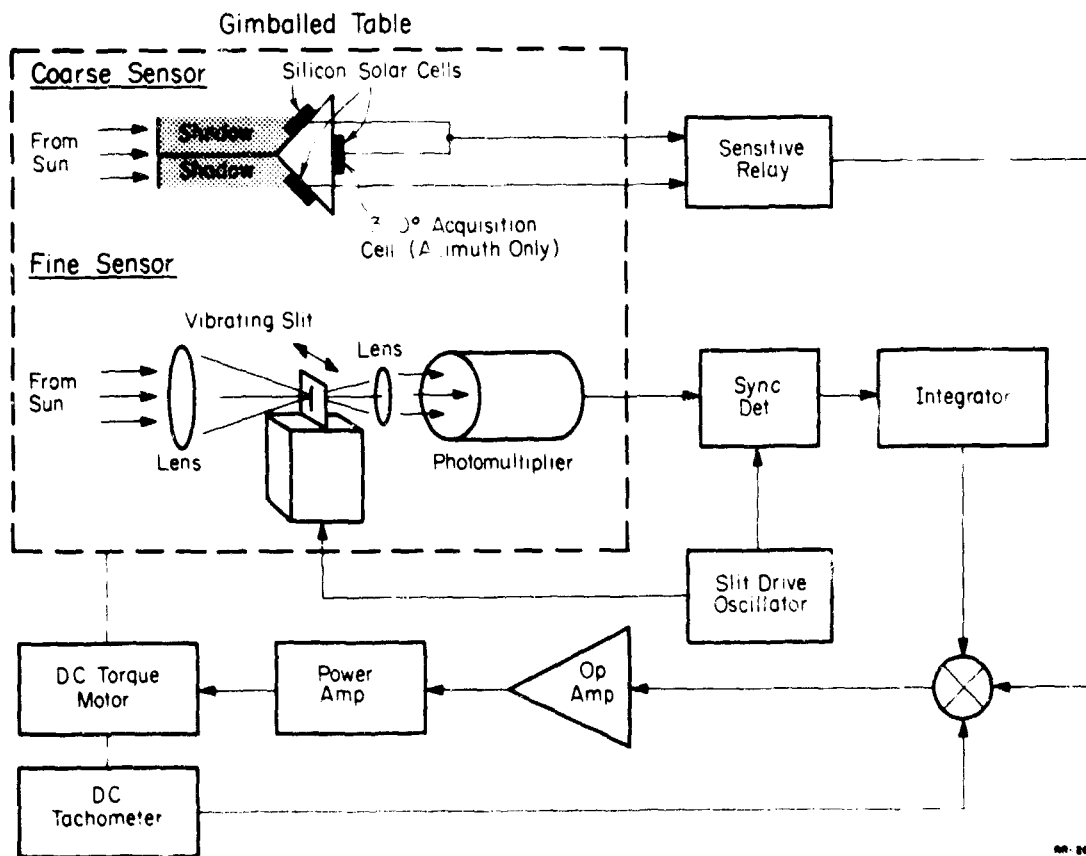 Gimballed Table
Coarse Sensor
Silicon Solar Cells
From
Sun
Shadow
Shadow
Sensitive
Relay
Acquisition
Cell (Azimuth Only)
Fine Sensor
Vibrating Slit
Lens
From
Sun
Lens
Photomultiplier
Sync
Det
Integrator
Slit Drive
Oscillator
DC Torque
Motor
Power
Amp
Op
Amp
DC
Tachometer